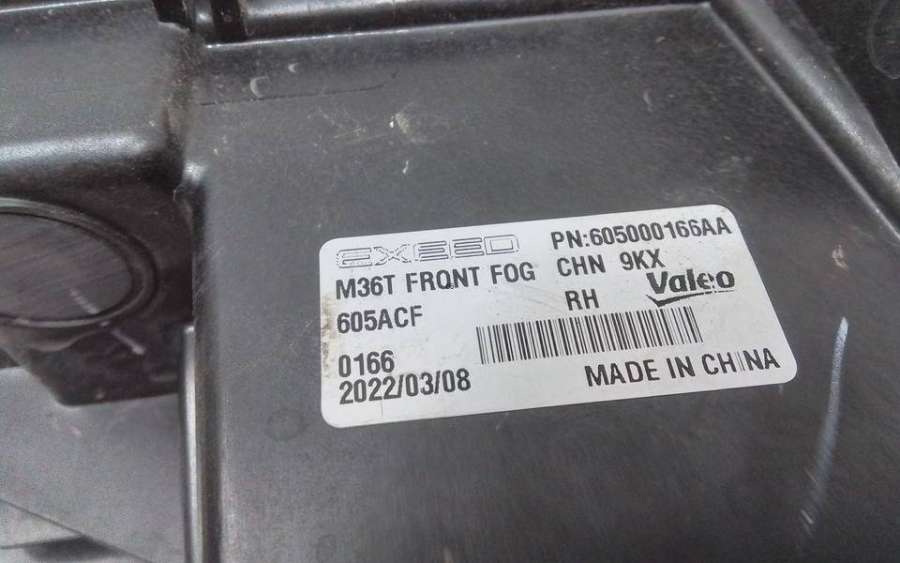 EXEED PN:605000166AA
M36T FRONT FOG CHN 9KX
605ACF RH Valeo
0166
2022/03/08 MADE IN CHINA